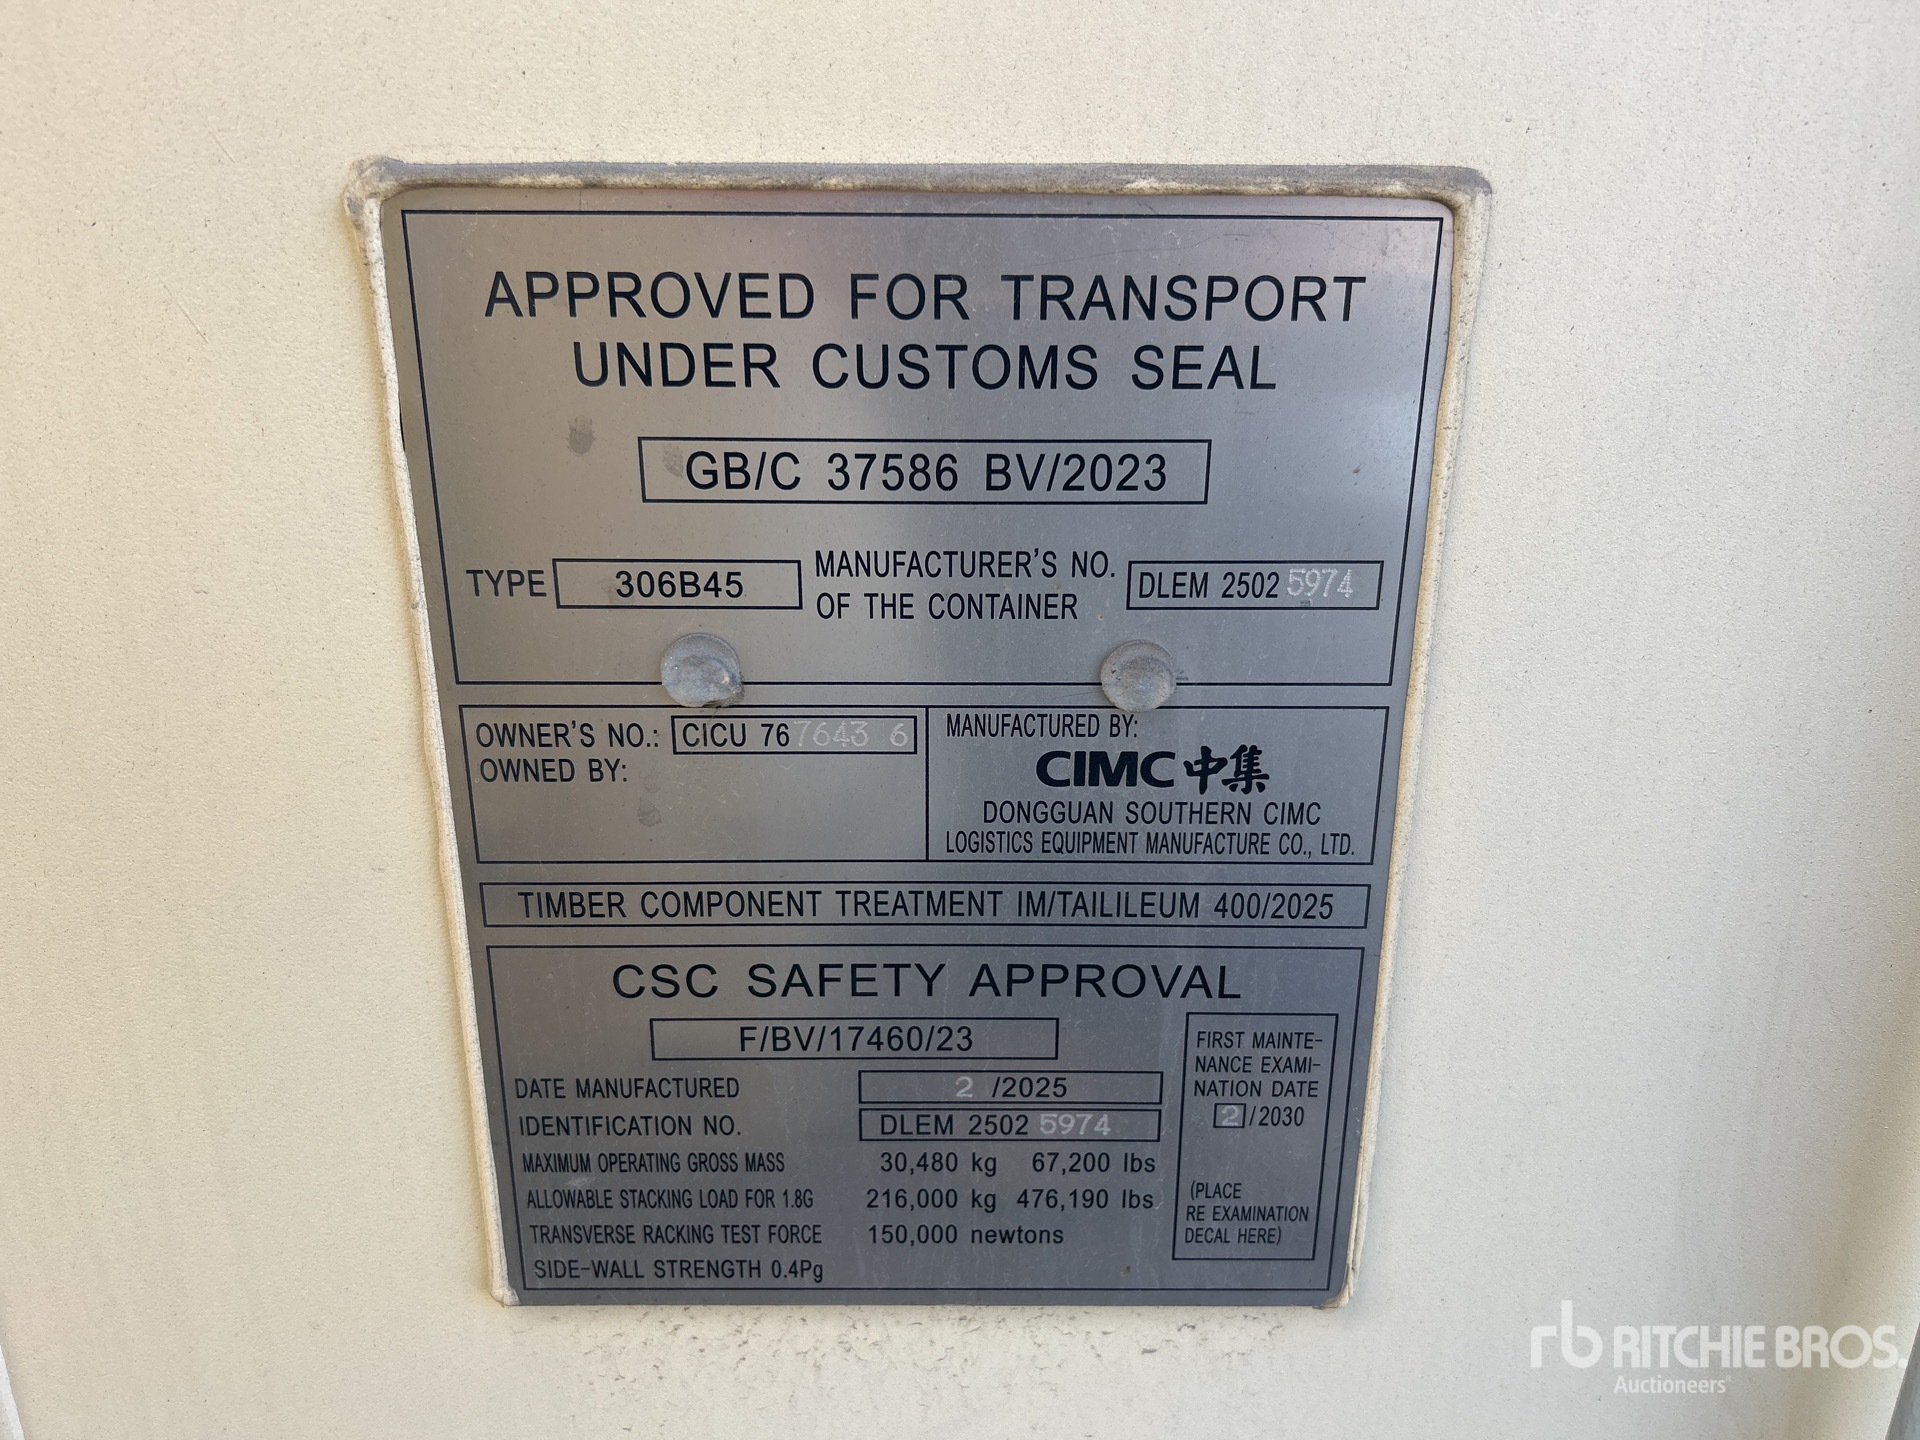 APPROVED FOR TRANSPORT
UNDER CUSTOMS SEAL
GB/C 37586 BV/2023
TYPE 306B45
MANUFACTURER'S NO.
OF THE CONTAINER
DLEM 2502 5974
OWNER'S NO.: CICU 767643 6
OWNED BY:
MANUFACTURED BY:
CIMC中集
DONGGUAN SOUTHERN CIMC
LOGISTICS EQUIPMENT MANUFACTURE CO., LTD.
TIMBER COMPONENT TREATMENT IM/TAILILEUM 400/2025
CSC SAFETY APPROVAL
F/BV/17460/23
DATE MANUFACTURED 2 /2025
IDENTIFICATION NO. DLEM 2502 5974
MAXIMUM OPERATING GROSS MASS 30,480 kg 67,200 lbs
ALLOWABLE STACKING LOAD FOR 1.8G 216,000 kg 476,190 lbs
TRANSVERSE RACKING TEST FORCE 150,000 newtons
SIDE-WALL STRENGTH 0.4Pg
FIRST MAINTE-
NANCE EXAMI-
NATION DATE
2/2030
(PLACE
RE EXAMINATION
DECAL HERE)
rb RITCHIE BROS.
Auctioneers